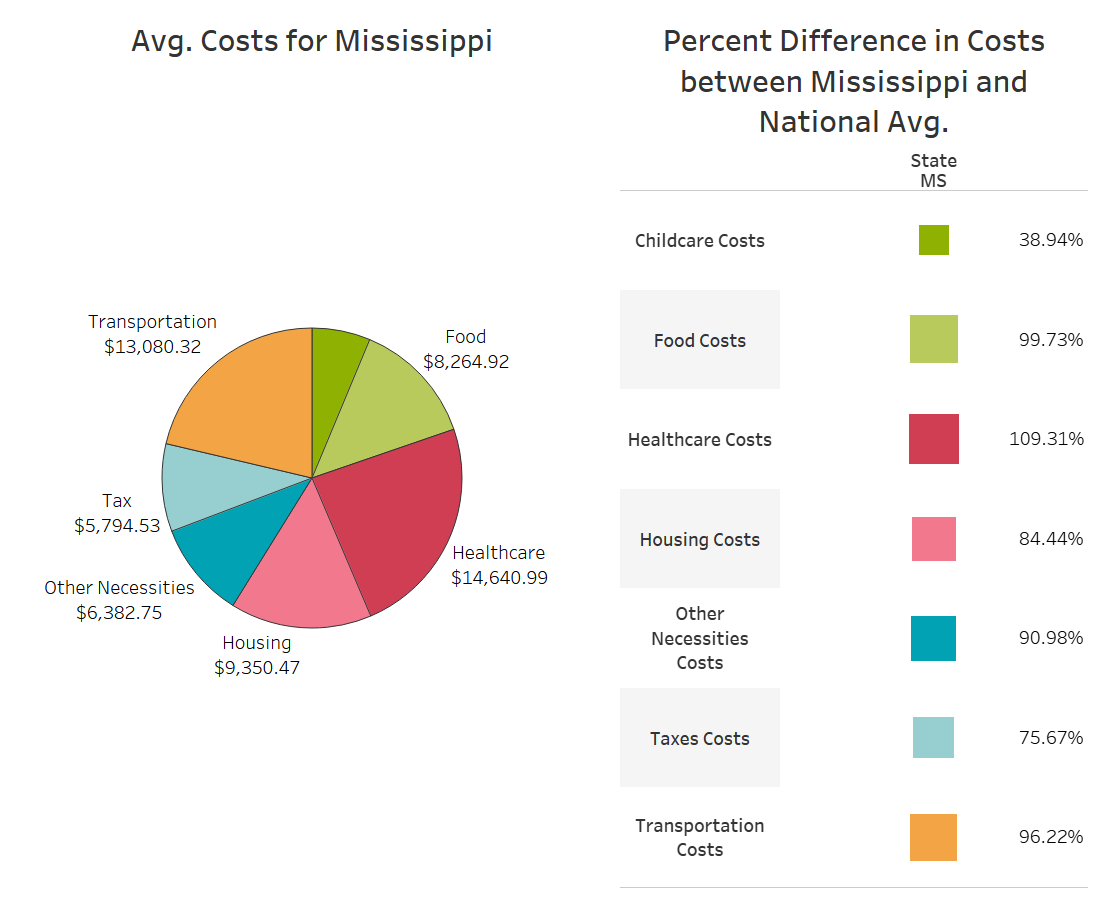 Avg. Costs for Mississippi
Transportation
$13,080.32
Food
$8,264.92
Healthcare
$14,640.99
Housing
$9,350.47
Other Necessities
$6,382.75
Tax
$5,794.53
Percent Difference in Costs
between Mississippi and
National Avg.
State
MS
Childcare Costs 38.94%
Food Costs 99.73%
Healthcare Costs 109.31%
Housing Costs 84.44%
Other
Necessities 90.98%
Costs
Taxes Costs 75.67%
Transportation 96.22%
Costs